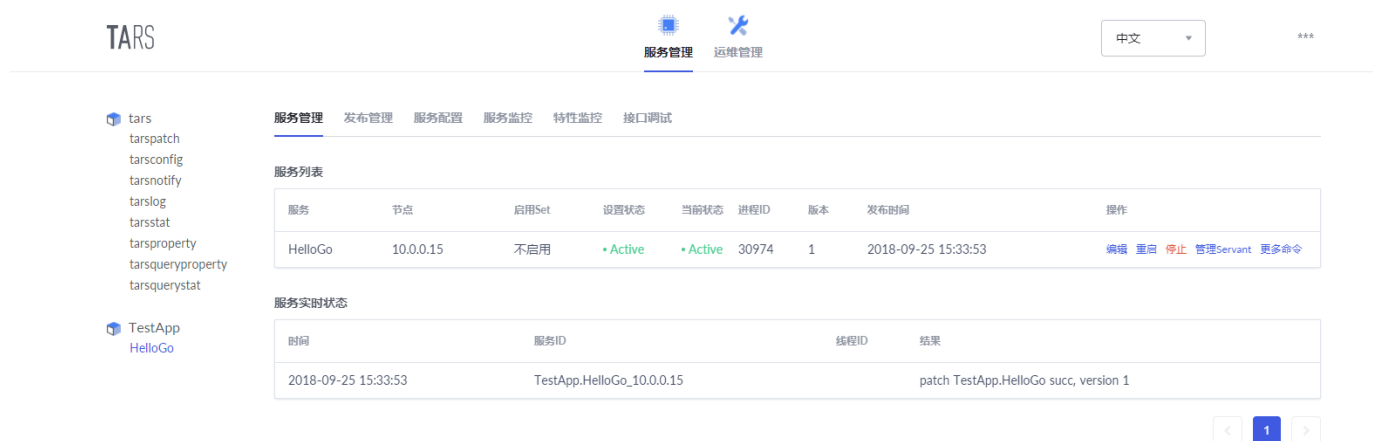 TARS
服务管理 运维管理
中文
***
tars
tarspatch
tarsconfig
tarsnotify
tarslog
tarsstat
tarsproperty
tarsqueryproperty
tarsquerystat
TestApp
HelloGo
服务管理 发布管理 服务配置 服务监控 特性监控 接口调试
服务列表
服务 节点 启用Set 设置状态 当前状态 进程ID 版本 发布时间 操作
HelloGo 10.0.0.15 不启用 • Active • Active 30974 1 2018-09-25 15:33:53 编辑 重启 停止 管理Servant 更多命令
服务实时状态
时间 服务ID 线程ID 结果
2018-09-25 15:33:53 TestApp.HelloGo_10.0.0.15 patch TestApp.HelloGo succ, version 1
< 1 >